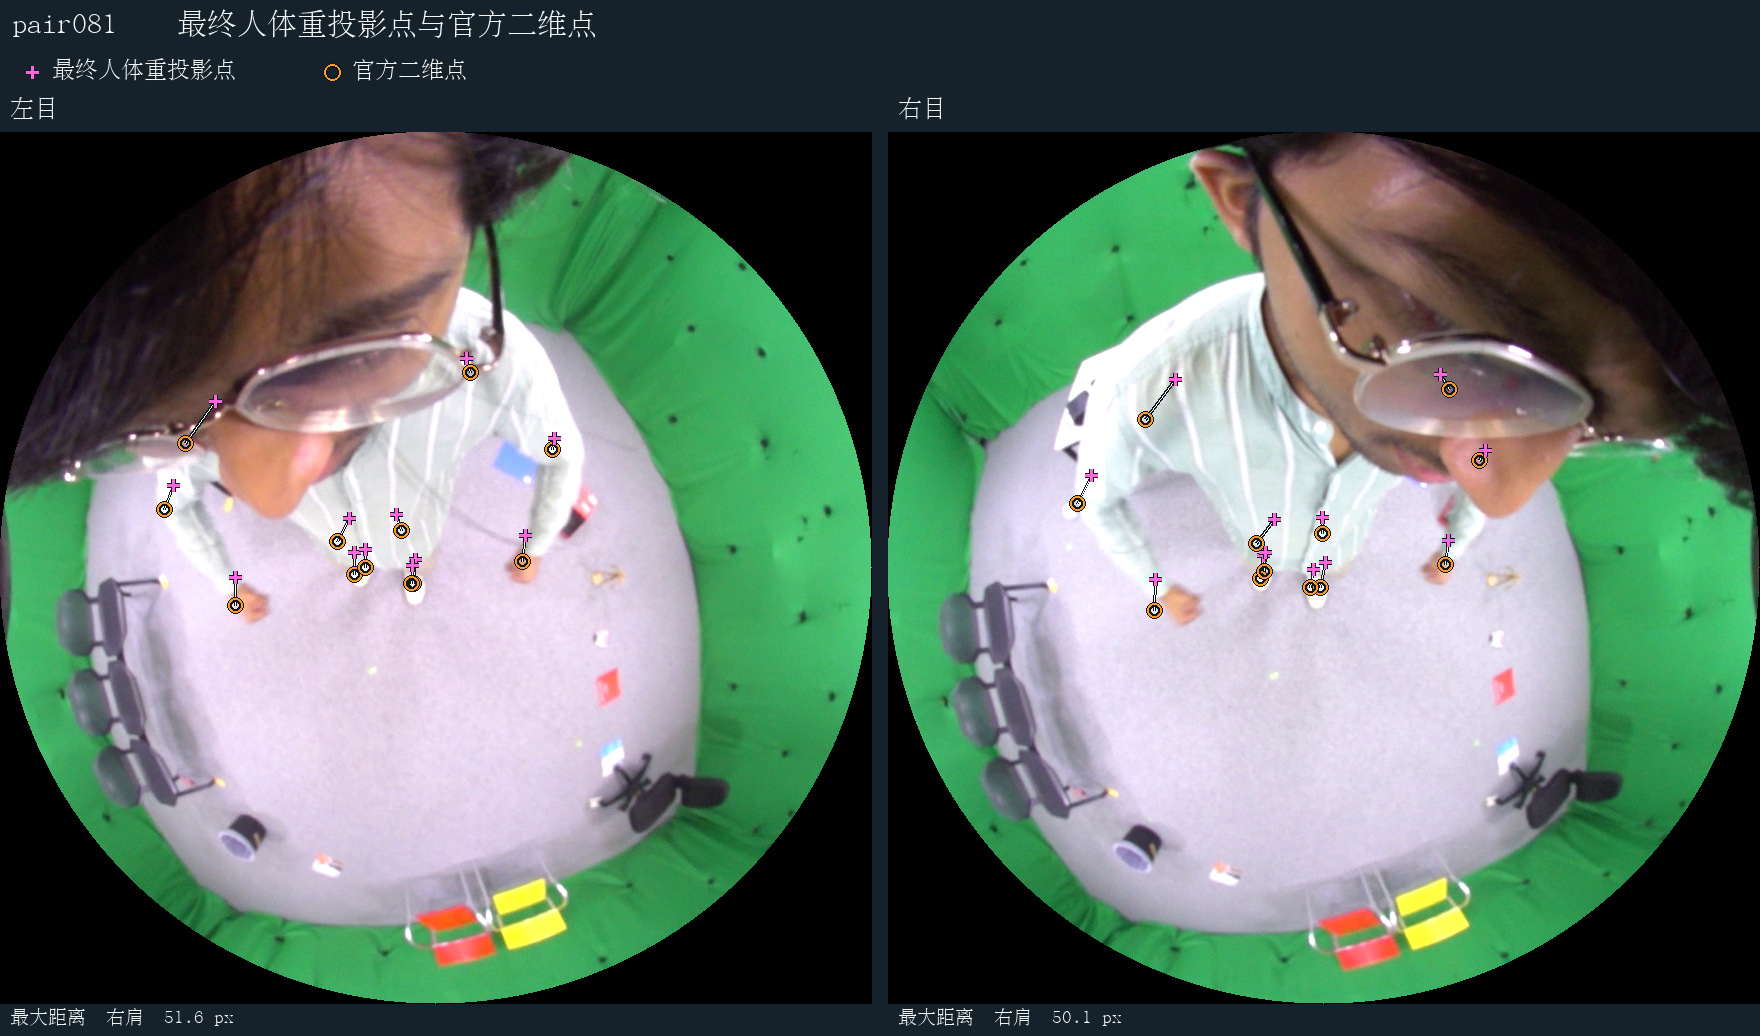 pair081 最终人体重投影点与官方二维点
最终人体重投影点 官方二维点
左目 右目
最大距离 右肩 51.6 px 最大距离 右肩 50.1 px